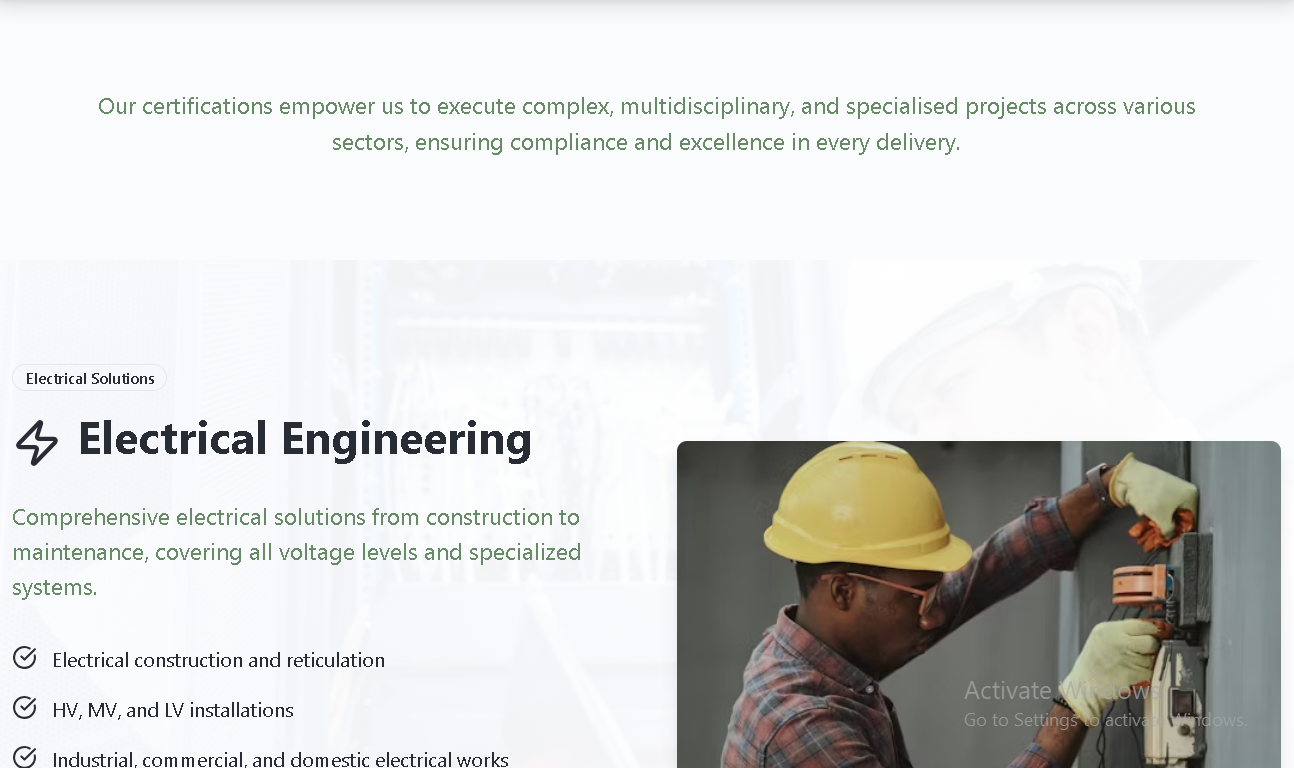 Our certifications empower us to execute complex, multidisciplinary, and specialised projects across various
sectors, ensuring compliance and excellence in every delivery.
Electrical Solutions
Electrical Engineering
Comprehensive electrical solutions from construction to
maintenance, covering all voltage levels and specialized
systems.
Electrical construction and reticulation
HV, MV, and LV installations
Industrial, commercial, and domestic electrical works
Activate Windows
Go to Settings to activate Windows.